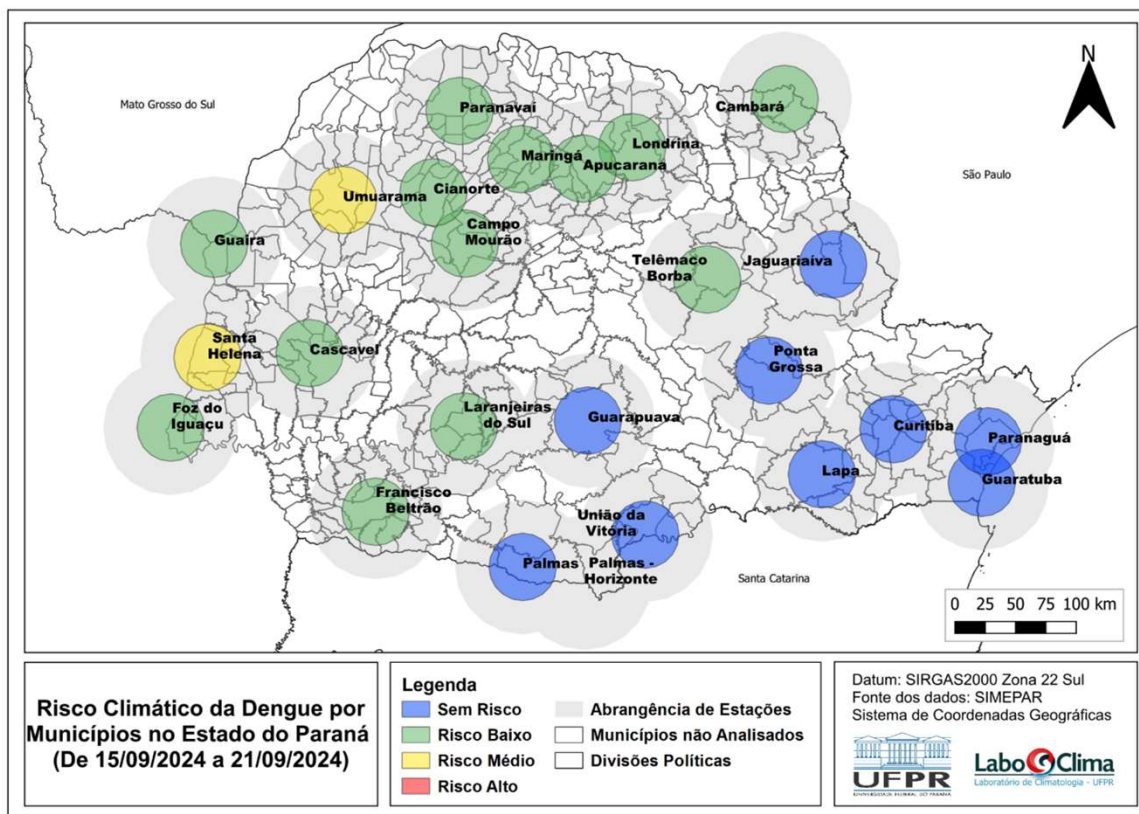 Mato Grosso do Sul
São Paulo
Santa Catarina
N
Paranavaí
Cambará
Londrina
Maringá
Apucarana
Umuarama
Cianorte
Campo
Mourão
Guaira
Telêmaco
Borba
Jaguariaíva
Santa
Helena
Cascavel
Ponta
Grossa
Foz do
Iguaçu
Laranjeiras
do Sul
Guarapuava
Curitiba
Paranaguá
Lapa
Guaratuba
Francisco
Beltrão
União da
Vitória
Palmas
Palmas -
Horizonte
0 25 50 75 100 km
Risco Climático da Dengue por
Municípios no Estado do Paraná
(De 15/09/2024 a 21/09/2024)
Legenda
Sem Risco
Risco Baixo
Risco Médio
Risco Alto
Abrangência de Estações
Municípios não Analisados
Divisões Políticas
Datum: SIRGAS2000 Zona 22 Sul
Fonte dos dados: SIMEPAR
Sistema de Coordenadas Geográficas
UFPR
UNIVERSIDADE FEDERAL DO PARANÁ
LaboClima
Laboratório de Climatologia - UFPR